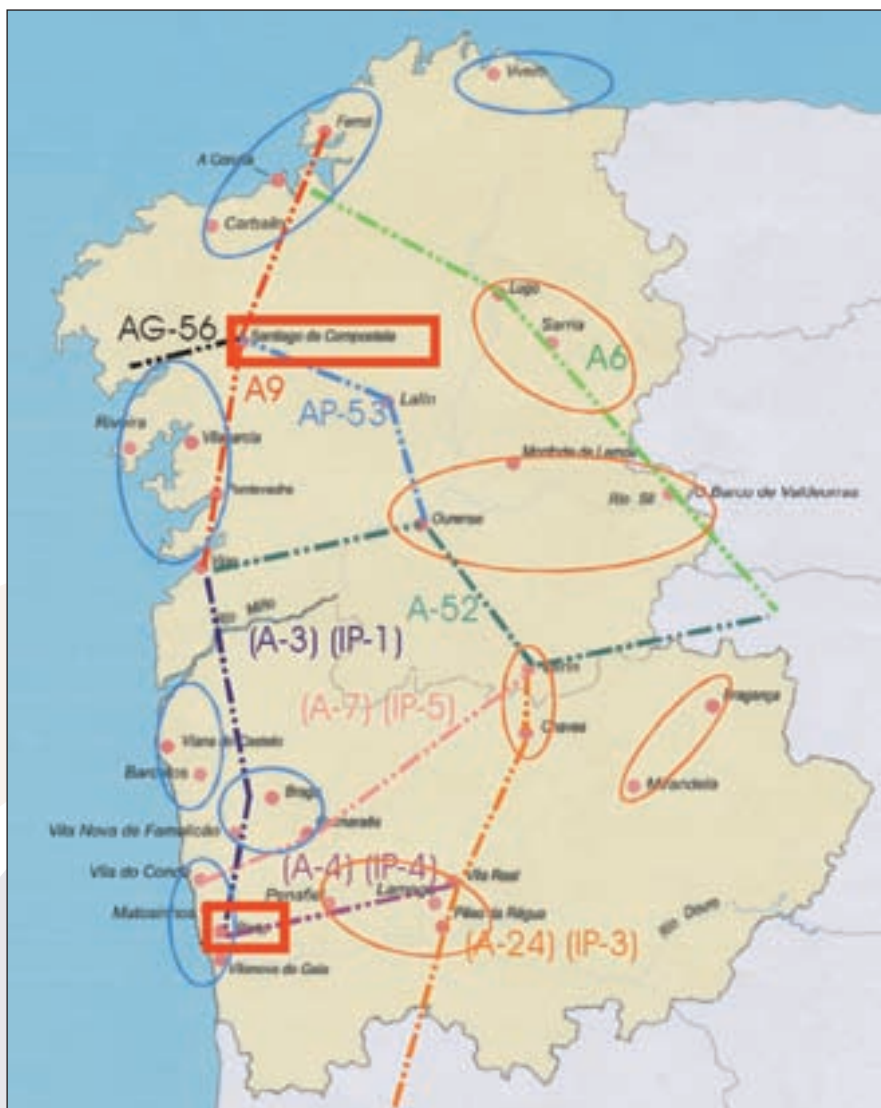 Viveiro
Ferrol
A Coruña
Carballo
Lugo
Sarria
AG-56
Santiago de Compostela
A6
A9
Lalín
AP-53
Riveira
Vilagarcía
Monforte de Lemos
Pontevedra
Rio Sil
O Barco de Valdeorras
Ourense
Vigo
A-52
Rio Miño
(A-3) (IP-1)
Verín
(A-7) (IP-5)
Bragança
Chaves
Viana do Castelo
Barcelos
Mirandela
Braga
Vila Nova de Famalicão
Guimarães
Vila do Conde
(A-4) (IP-4)
Vila Real
Penafiel
Lamego
Matosinhos
Porto
Pêso da Régua
Rio Douro
(A-24) (IP-3)
Vilanova de Gaia